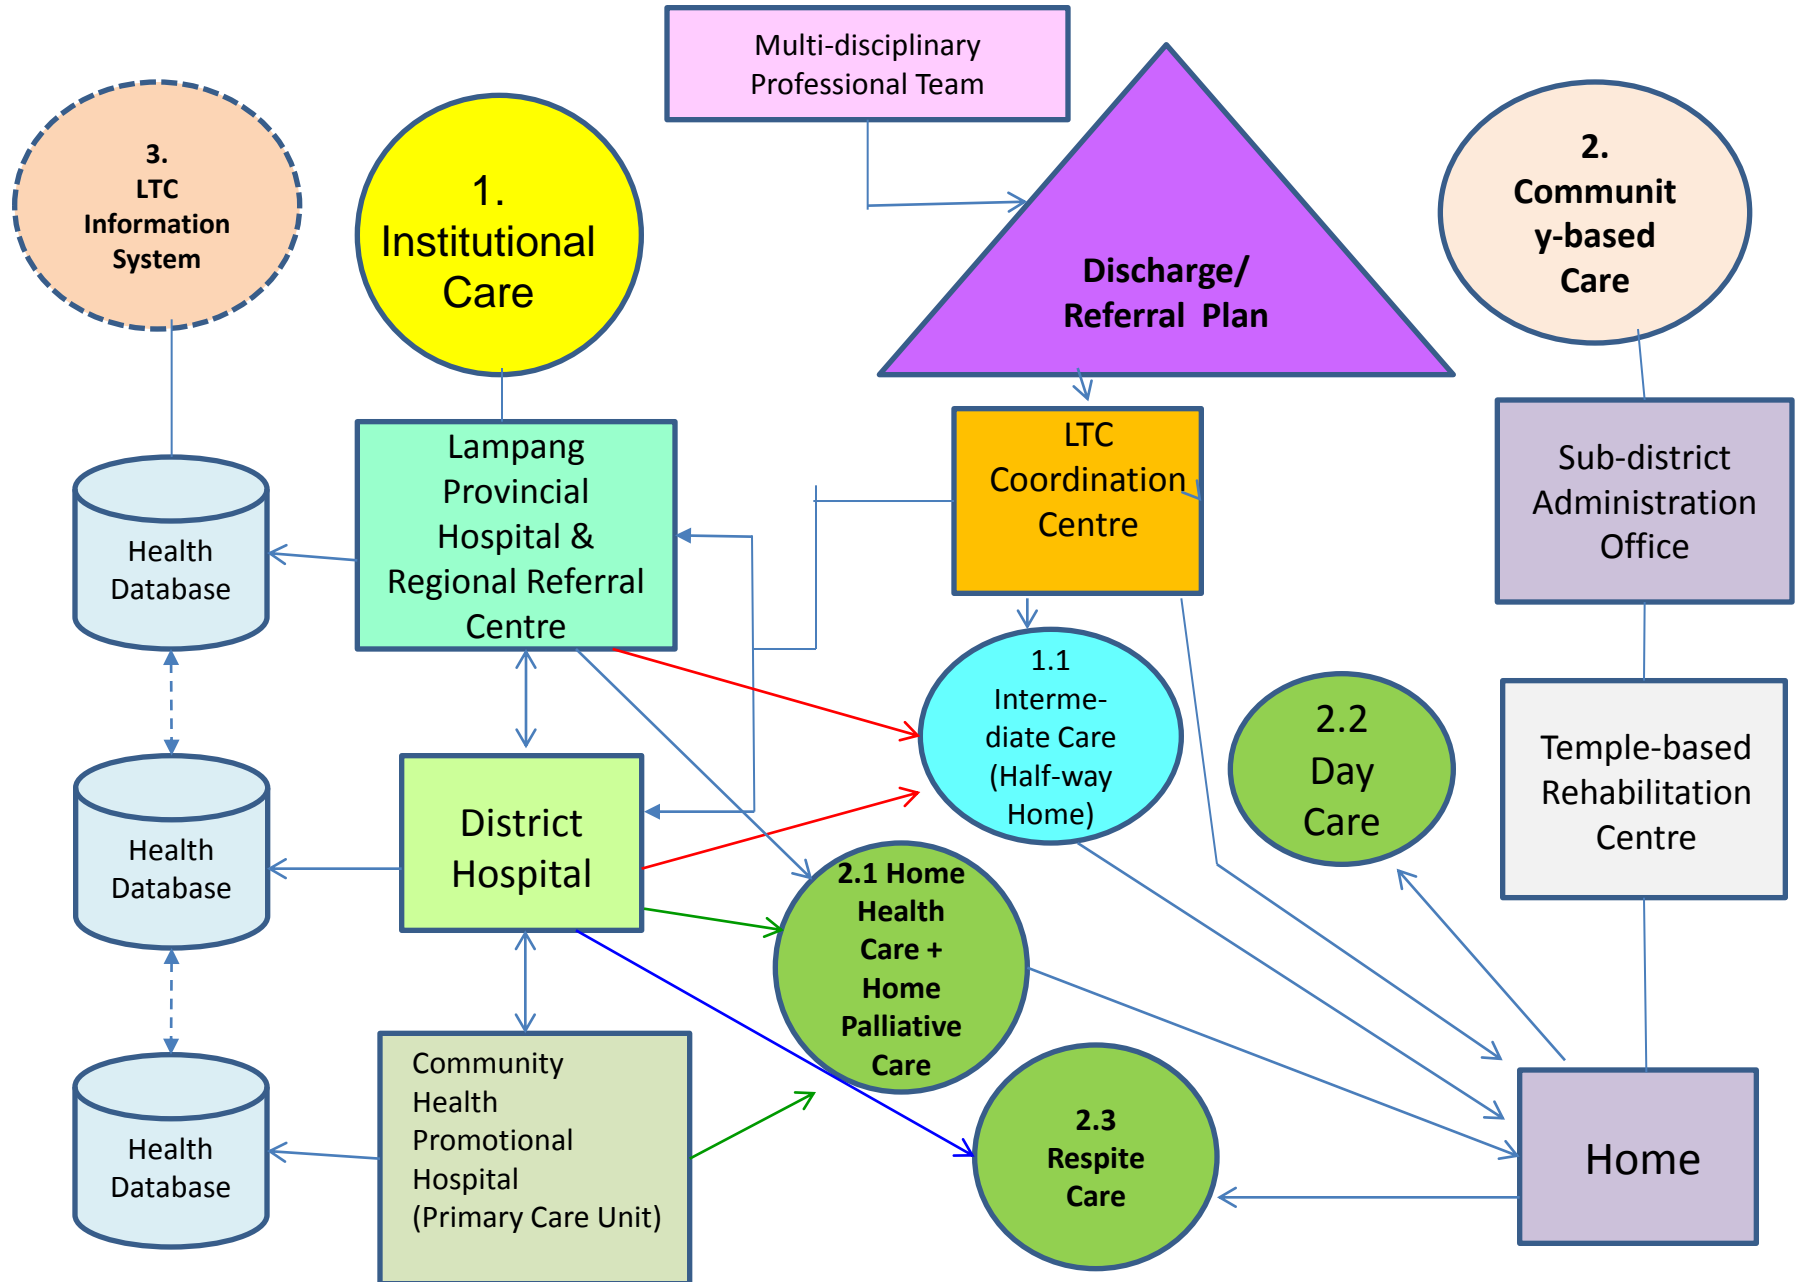 Multi-disciplinary
Professional Team
3.
LTC
Information
System
1.
Institutional
Care
Discharge/
Referral Plan
2.
Communit
y-based
Care
Lampang
Provincial
Hospital &
Regional Referral
Centre
LTC
Coordination
Centre
Sub-district
Administration
Office
Health
Database
1.1
Interme-
diate Care
(Half-way
Home)
2.2
Day
Care
Temple-based
Rehabilitation
Centre
Health
Database
District
Hospital
2.1 Home
Health
Care +
Home
Palliative
Care
Health
Database
Community
Health
Promotional
Hospital
(Primary Care Unit)
2.3
Respite
Care
Home